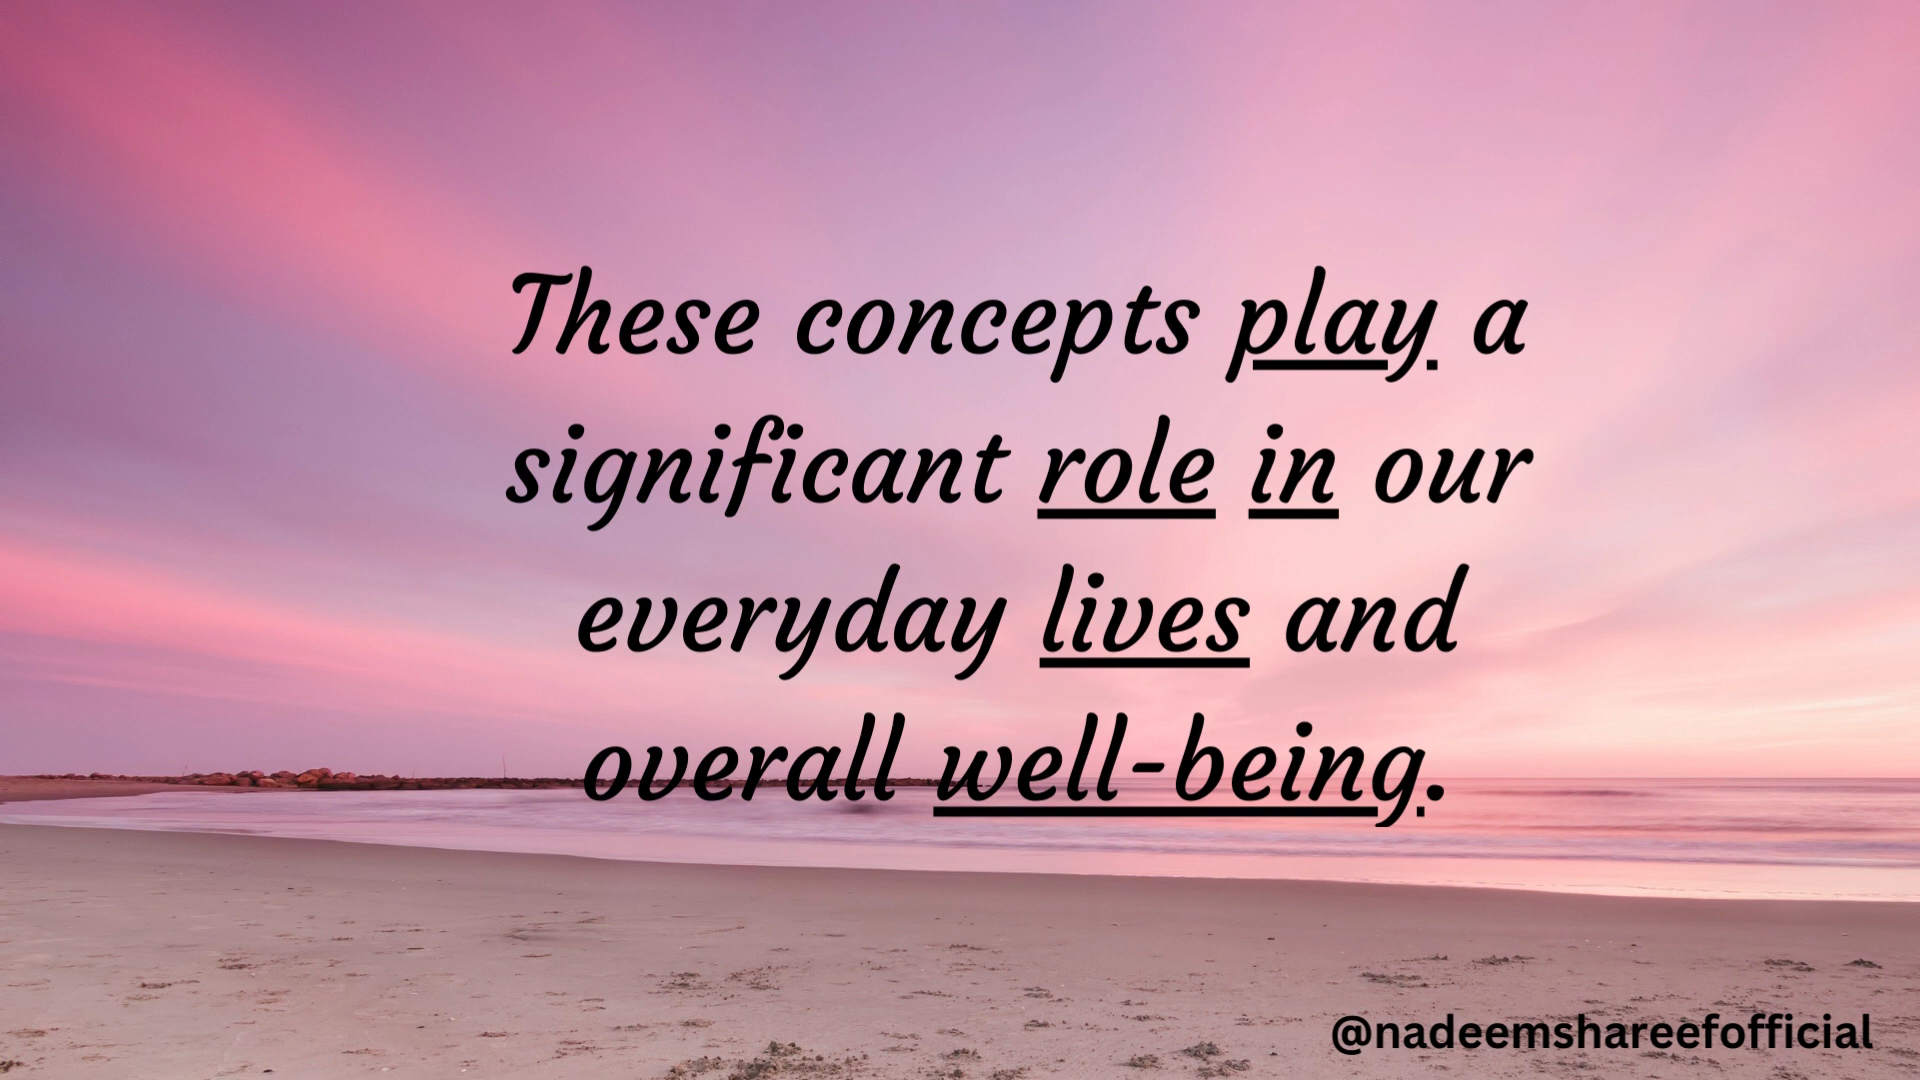 These concepts play a
significant role in our
everyday lives and
overall well-being.
@nadeemshareefofficial